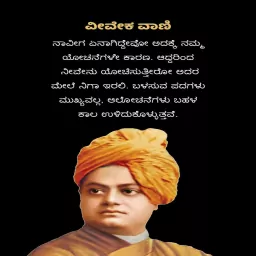 ವೀವೇಕ ವಾಣಿ
ನಾವೀಗ ಏನಾಗಿದ್ದೇವೋ ಅದಕ್ಕೆ ನಮ್ಮ
ಯೋಚನೆಗಳೇ ಕಾರಣ. ಆದ್ದರಿಂದ
ನೀವೇನು ಯೋಚಿಸುತ್ತೀರೋ ಅದರ
ಮೇಲೆ ನಿಗಾ ಇರಲಿ. ಬಳಸುವ ಪದಗಳು
ಮುಖ್ಯವಲ್ಲ. ಆಲೋಚನೆಗಳು ಬಹಳ
ಕಾಲ ಉಳಿದುಕೊಳ್ಳುತ್ತವೆ.